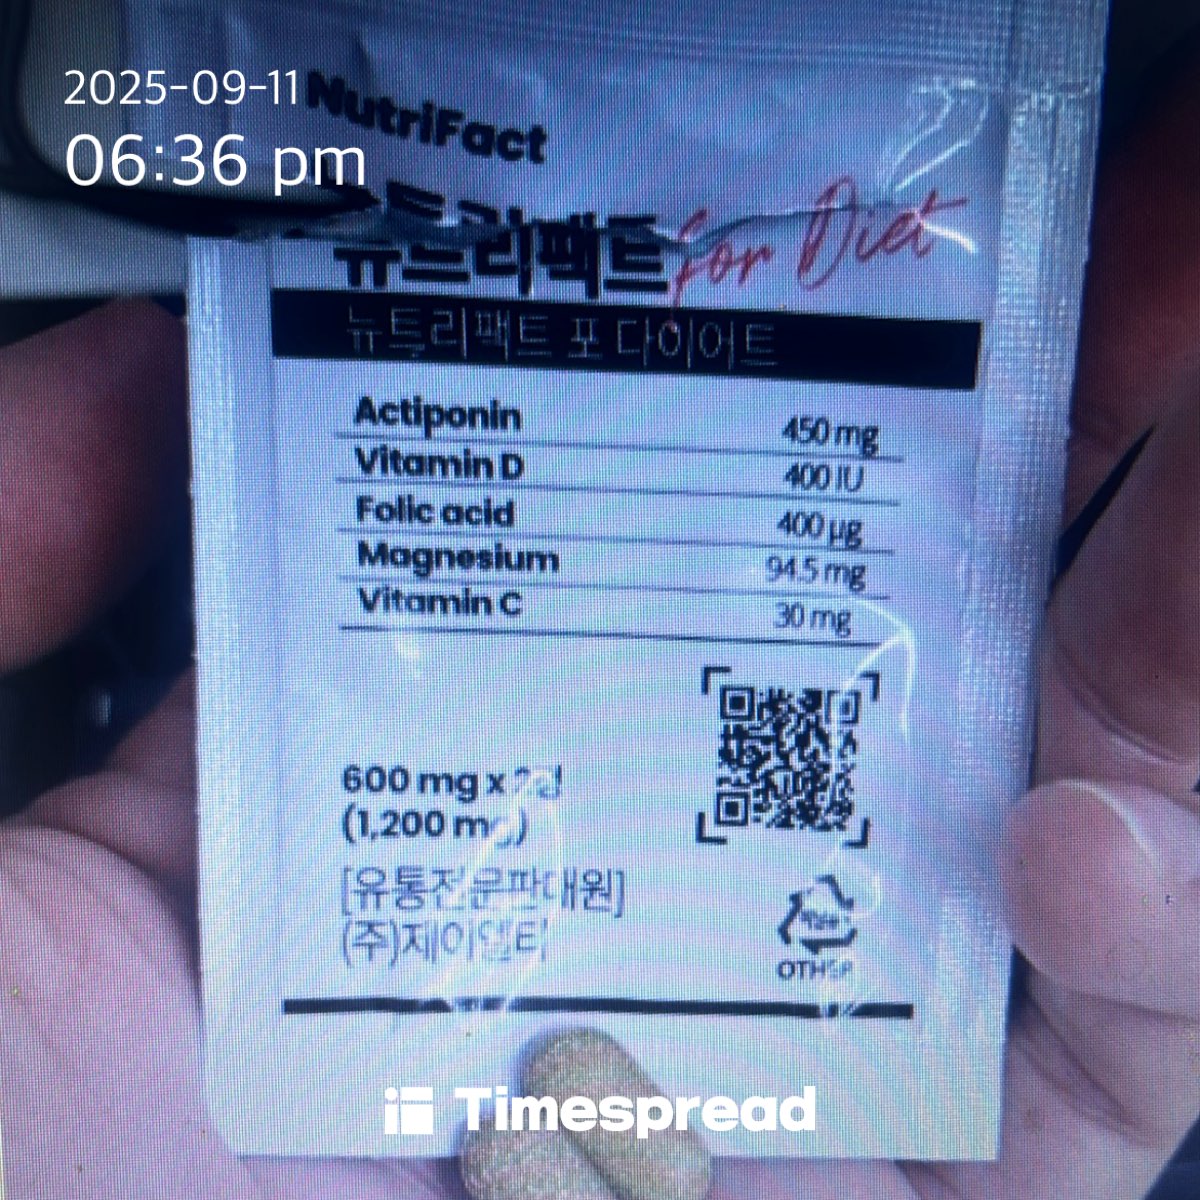 2025-09-11
06:36 pm
NutriFact
뉴트리팩트 for Diet
뉴트리팩트 포 다이어트
Actiponin 450 mg
Vitamin D 400 IU
Folic acid 400 μg
Magnesium 94.5 mg
Vitamin C 30 mg
600 mg x
(1,200 mg)
[유통전문판매원]
(주)제이엘티
OTHER
Timespread